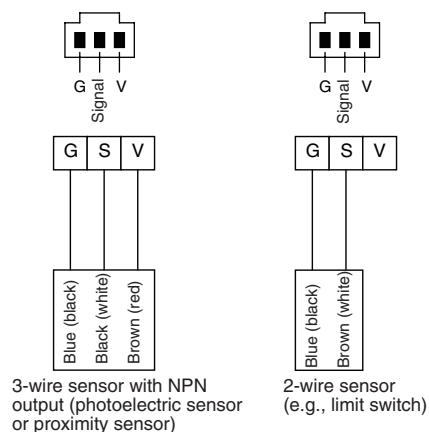 G Signal V
G S V
Blue (black)
Black (white)
Brown (red)
3-wire sensor with NPN
output (photoelectric sensor
or proximity sensor)
G Signal V
G S V
Blue (black)
Brown (white)
2-wire sensor
(e.g., limit switch)